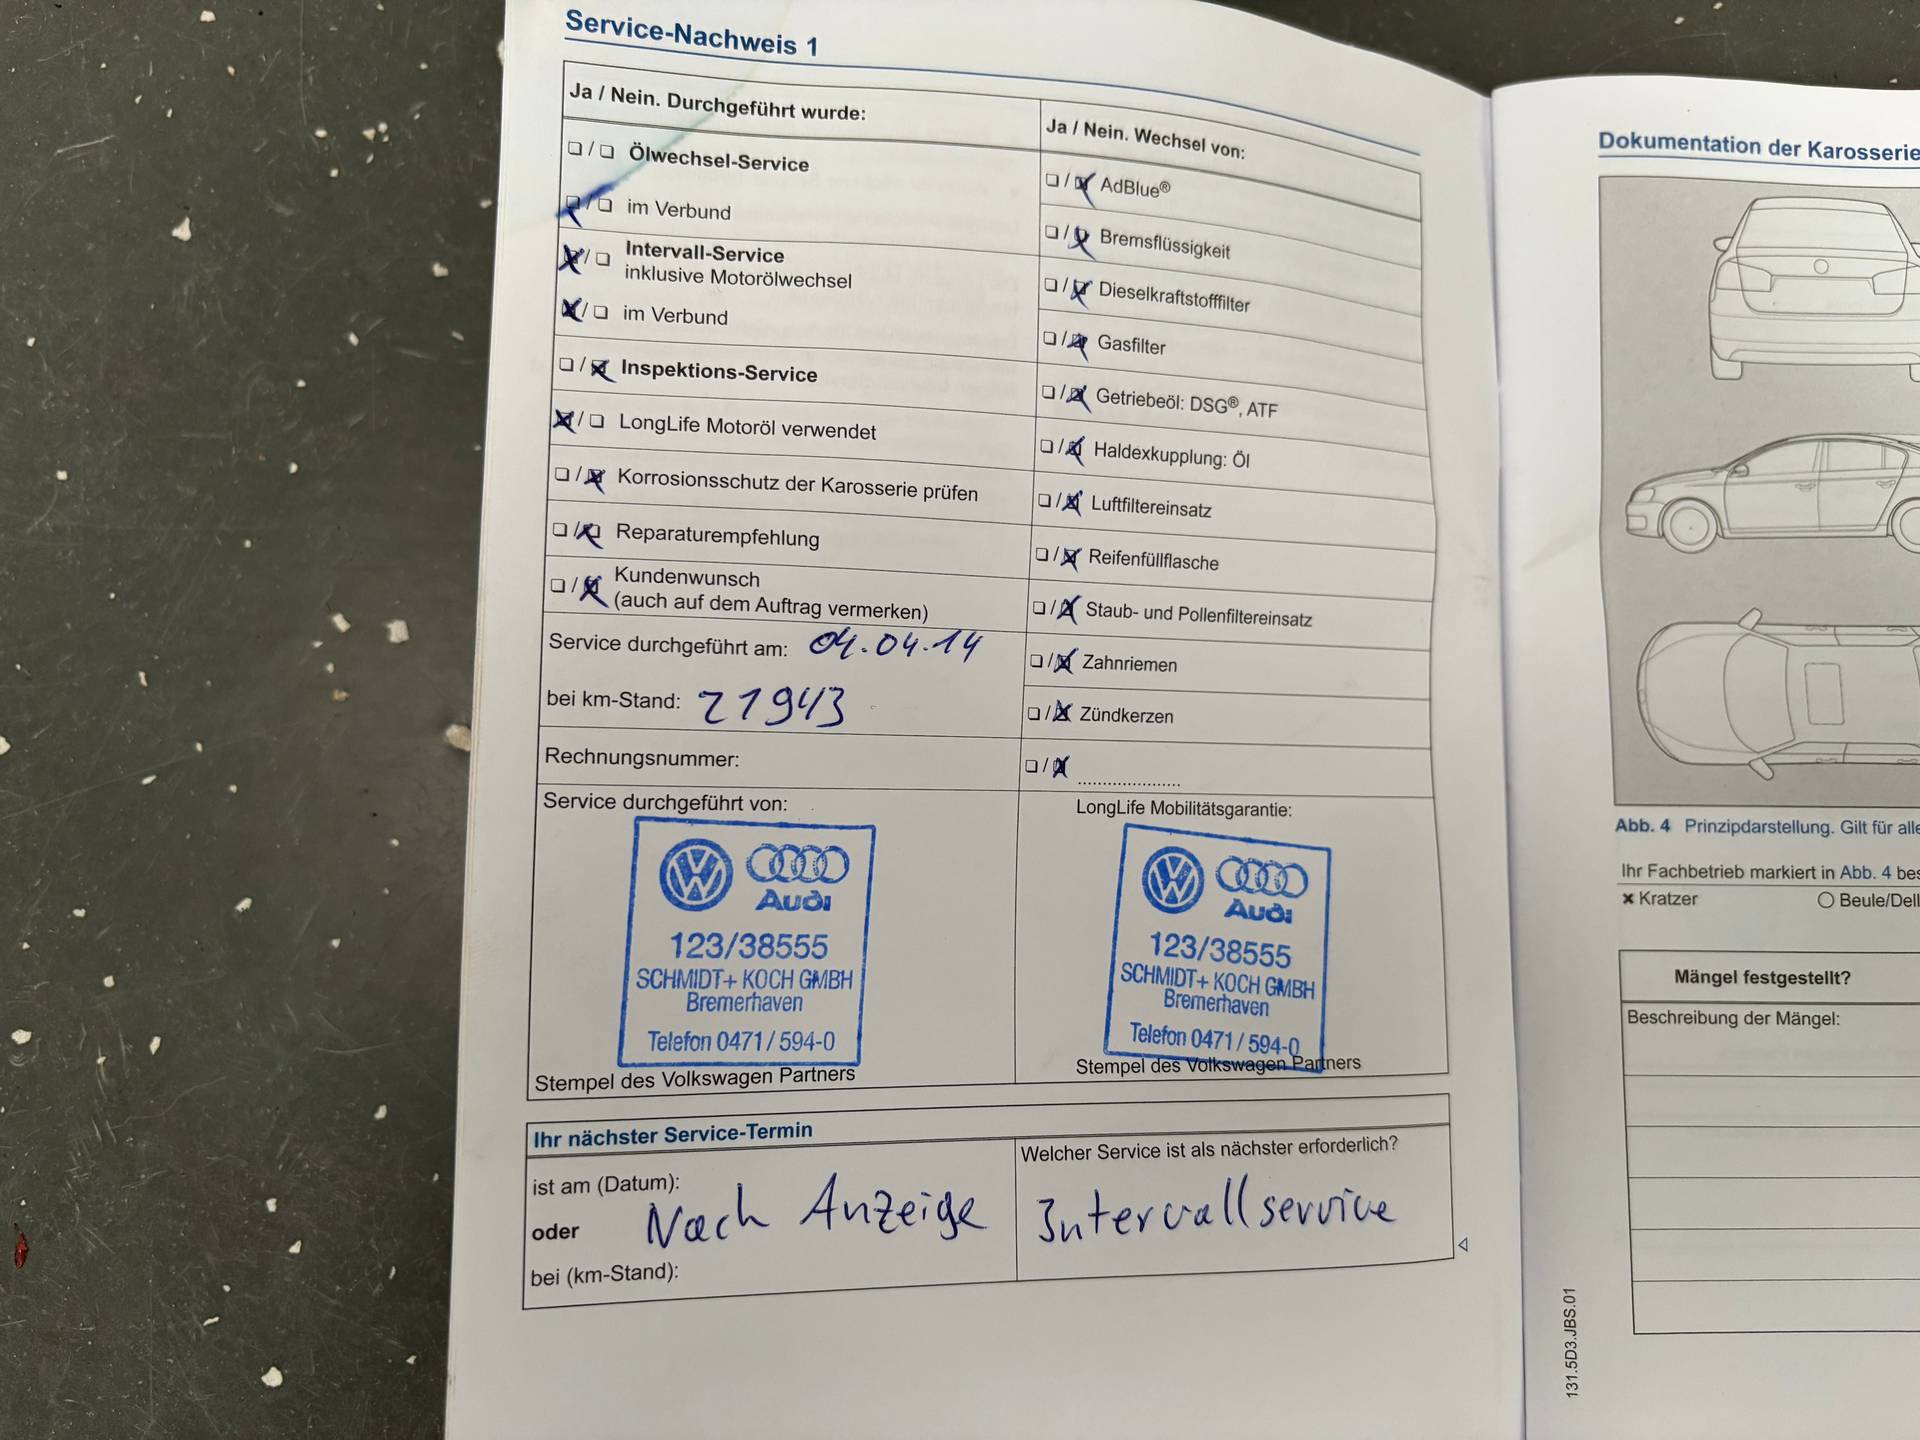 Service-Nachweis 1
Ja / Nein. Durchgeführt wurde:
Ölwechsel-Service
im Verbund
Intervall-Service
inklusive Motorölwechsel
im Verbund
Inspektions-Service
LongLife Motoröl verwendet
Korrosionsschutz der Karosserie prüfen
Reparaturempfehlung
Kundenwunsch
(auch auf dem Auftrag vermerken)
Service durchgeführt am: 04.04.14
bei km-Stand: 21943
Rechnungsnummer:
Ja / Nein. Wechsel von:
AdBlue®
Bremsflüssigkeit
Dieselkraftstofffilter
Gasfilter
Getriebeöl: DSG®, ATF
Haldexkupplung: Öl
Luftfiltereinsatz
Reifenfüllflasche
Staub- und Pollenfiltereinsatz
Zahnriemen
Zündkerzen
....................
Service durchgeführt von:
Audi
123/38555
SCHMIDT+ KOCH GMBH
Bremerhaven
Telefon 0471/594-0
Stempel des Volkswagen Partners
LongLife Mobilitätsgarantie:
Audi
123/38555
SCHMIDT+ KOCH GMBH
Bremerhaven
Telefon 0471/594-0
Stempel des Volkswagen Partners
Ihr nächster Service-Termin
ist am (Datum):
oder Nach Anzeige
bei (km-Stand):
Welcher Service ist als nächster erforderlich?
Intervallservice
Dokumentation der Karosserie
Abb. 4 Prinzipdarstellung. Gilt für alle
Ihr Fachbetrieb markiert in Abb. 4 bes
Kratzer
Beule/Dell
Mängel festgestellt?
Beschreibung der Mängel:
131.5D3.JBS.01